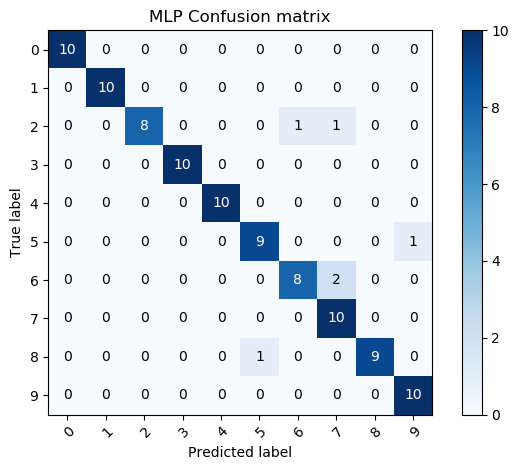 MLP Confusion matrix
0 10 0 0 0 0 0 0 0 0 0
1 0 10 0 0 0 0 0 0 0 0
2 0 0 8 0 0 0 1 1 0 0
3 0 0 0 10 0 0 0 0 0 0
4 0 0 0 0 10 0 0 0 0 0
5 0 0 0 0 0 9 0 0 0 1
6 0 0 0 0 0 0 8 2 0 0
7 0 0 0 0 0 0 0 10 0 0
8 0 0 0 0 0 1 0 0 9 0
9 0 0 0 0 0 0 0 0 0 10
0 1 2 3 4 5 6 7 8 9
True label
Predicted label
10
8
6
4
2
0